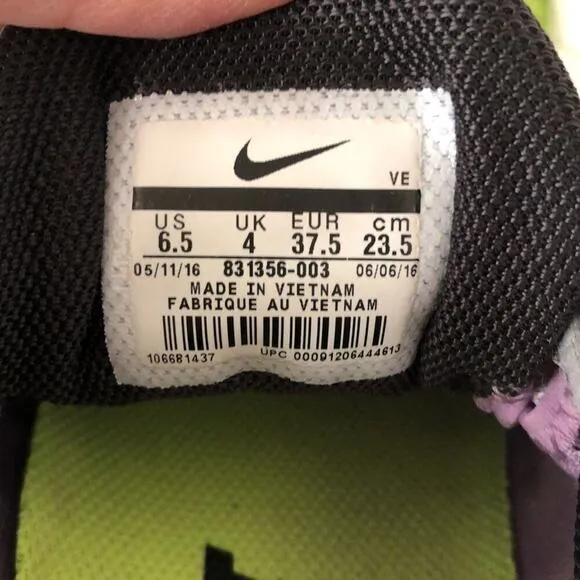 VE
US UK EUR cm
6.5 4 37.5 23.5
05/11/16 831356-003 06/06/16
MADE IN VIETNAM
FABRIQUE AU VIETNAM
106681437 UPC 00091206444613